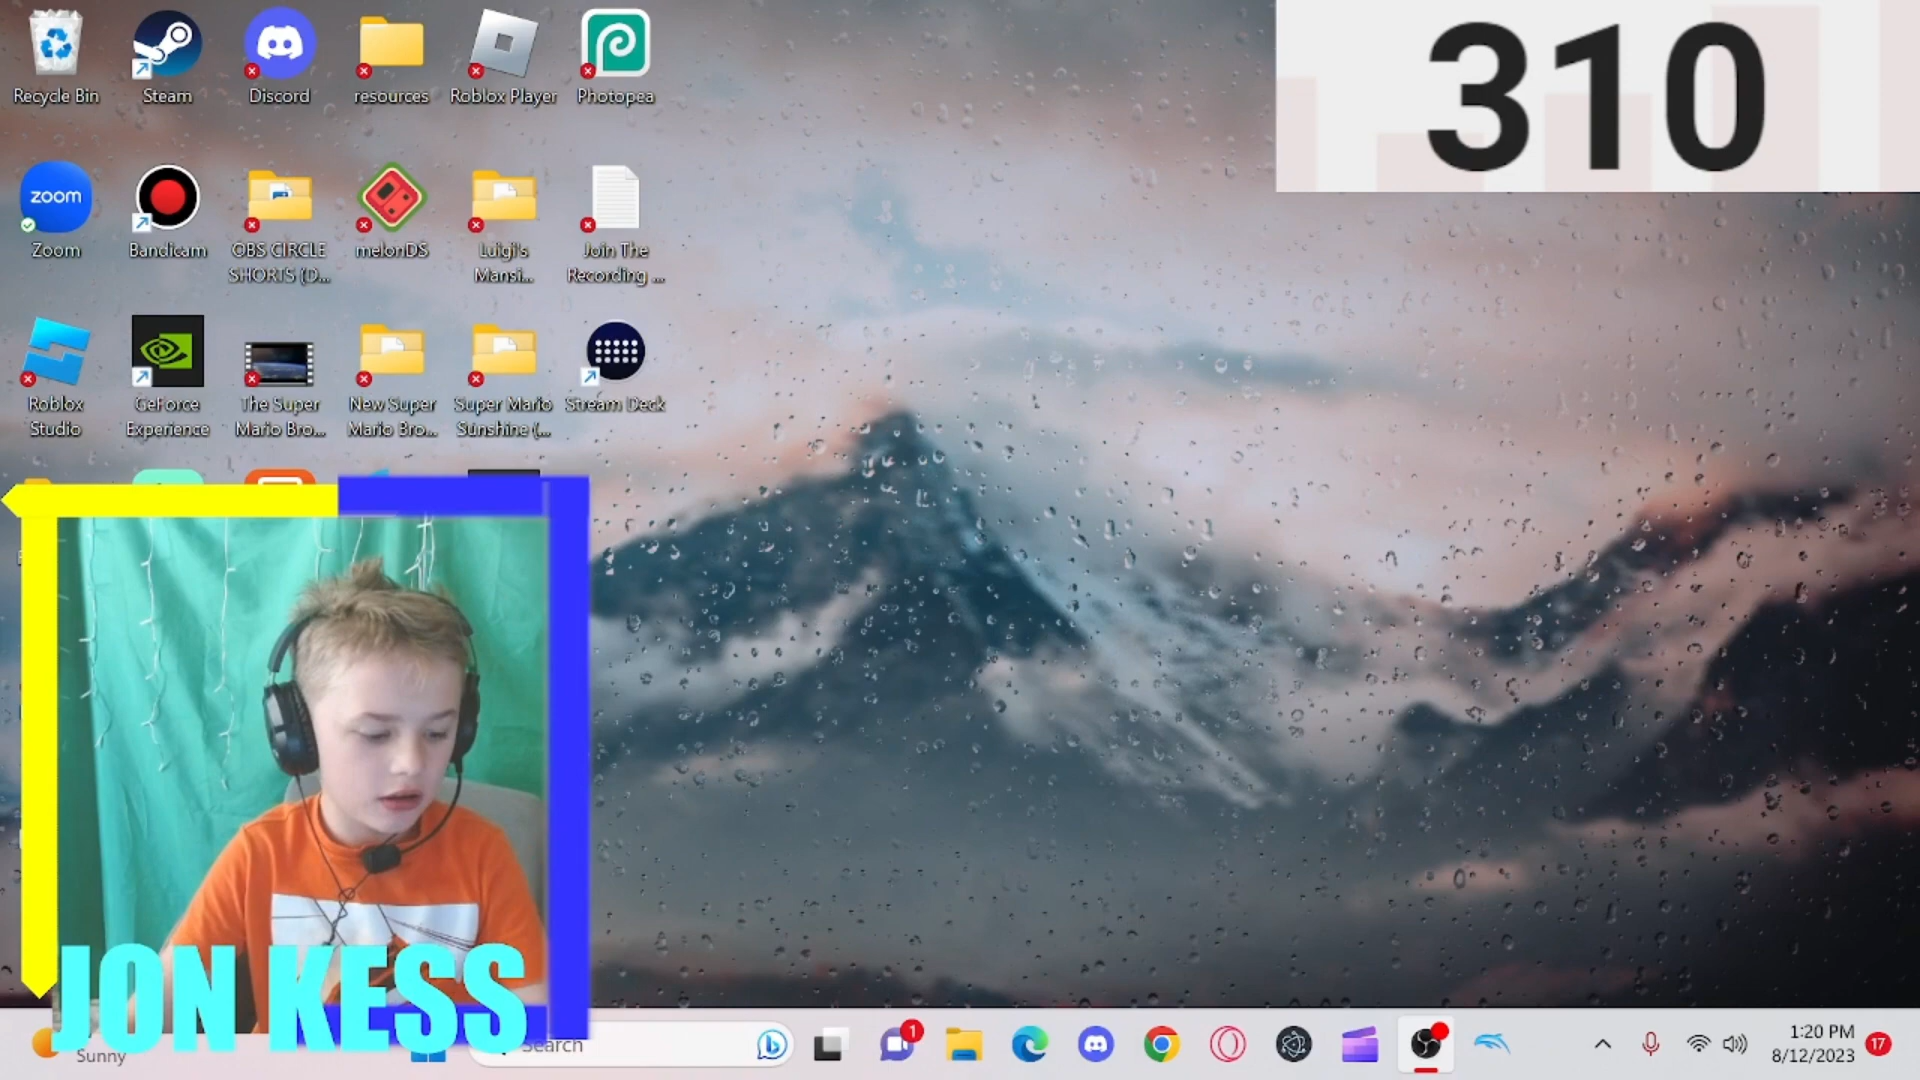 310
Recycle Bin
Steam
Discord
resources
Roblox Player
Photopea
zoom
Zoom
Bandicam
OBS CIRCLE
SHORTS (D...
melonDS
Luigi's
Mansi...
Join The
Recording ...
Roblox
Studio
GeForce
Experience
The Super
Mario Bro...
New Super
Mario Bro...
Super Mario
Sunshine (...
Stream Deck
JON KESS
Sunny
Search
1
1:20 PM
8/12/2023
17